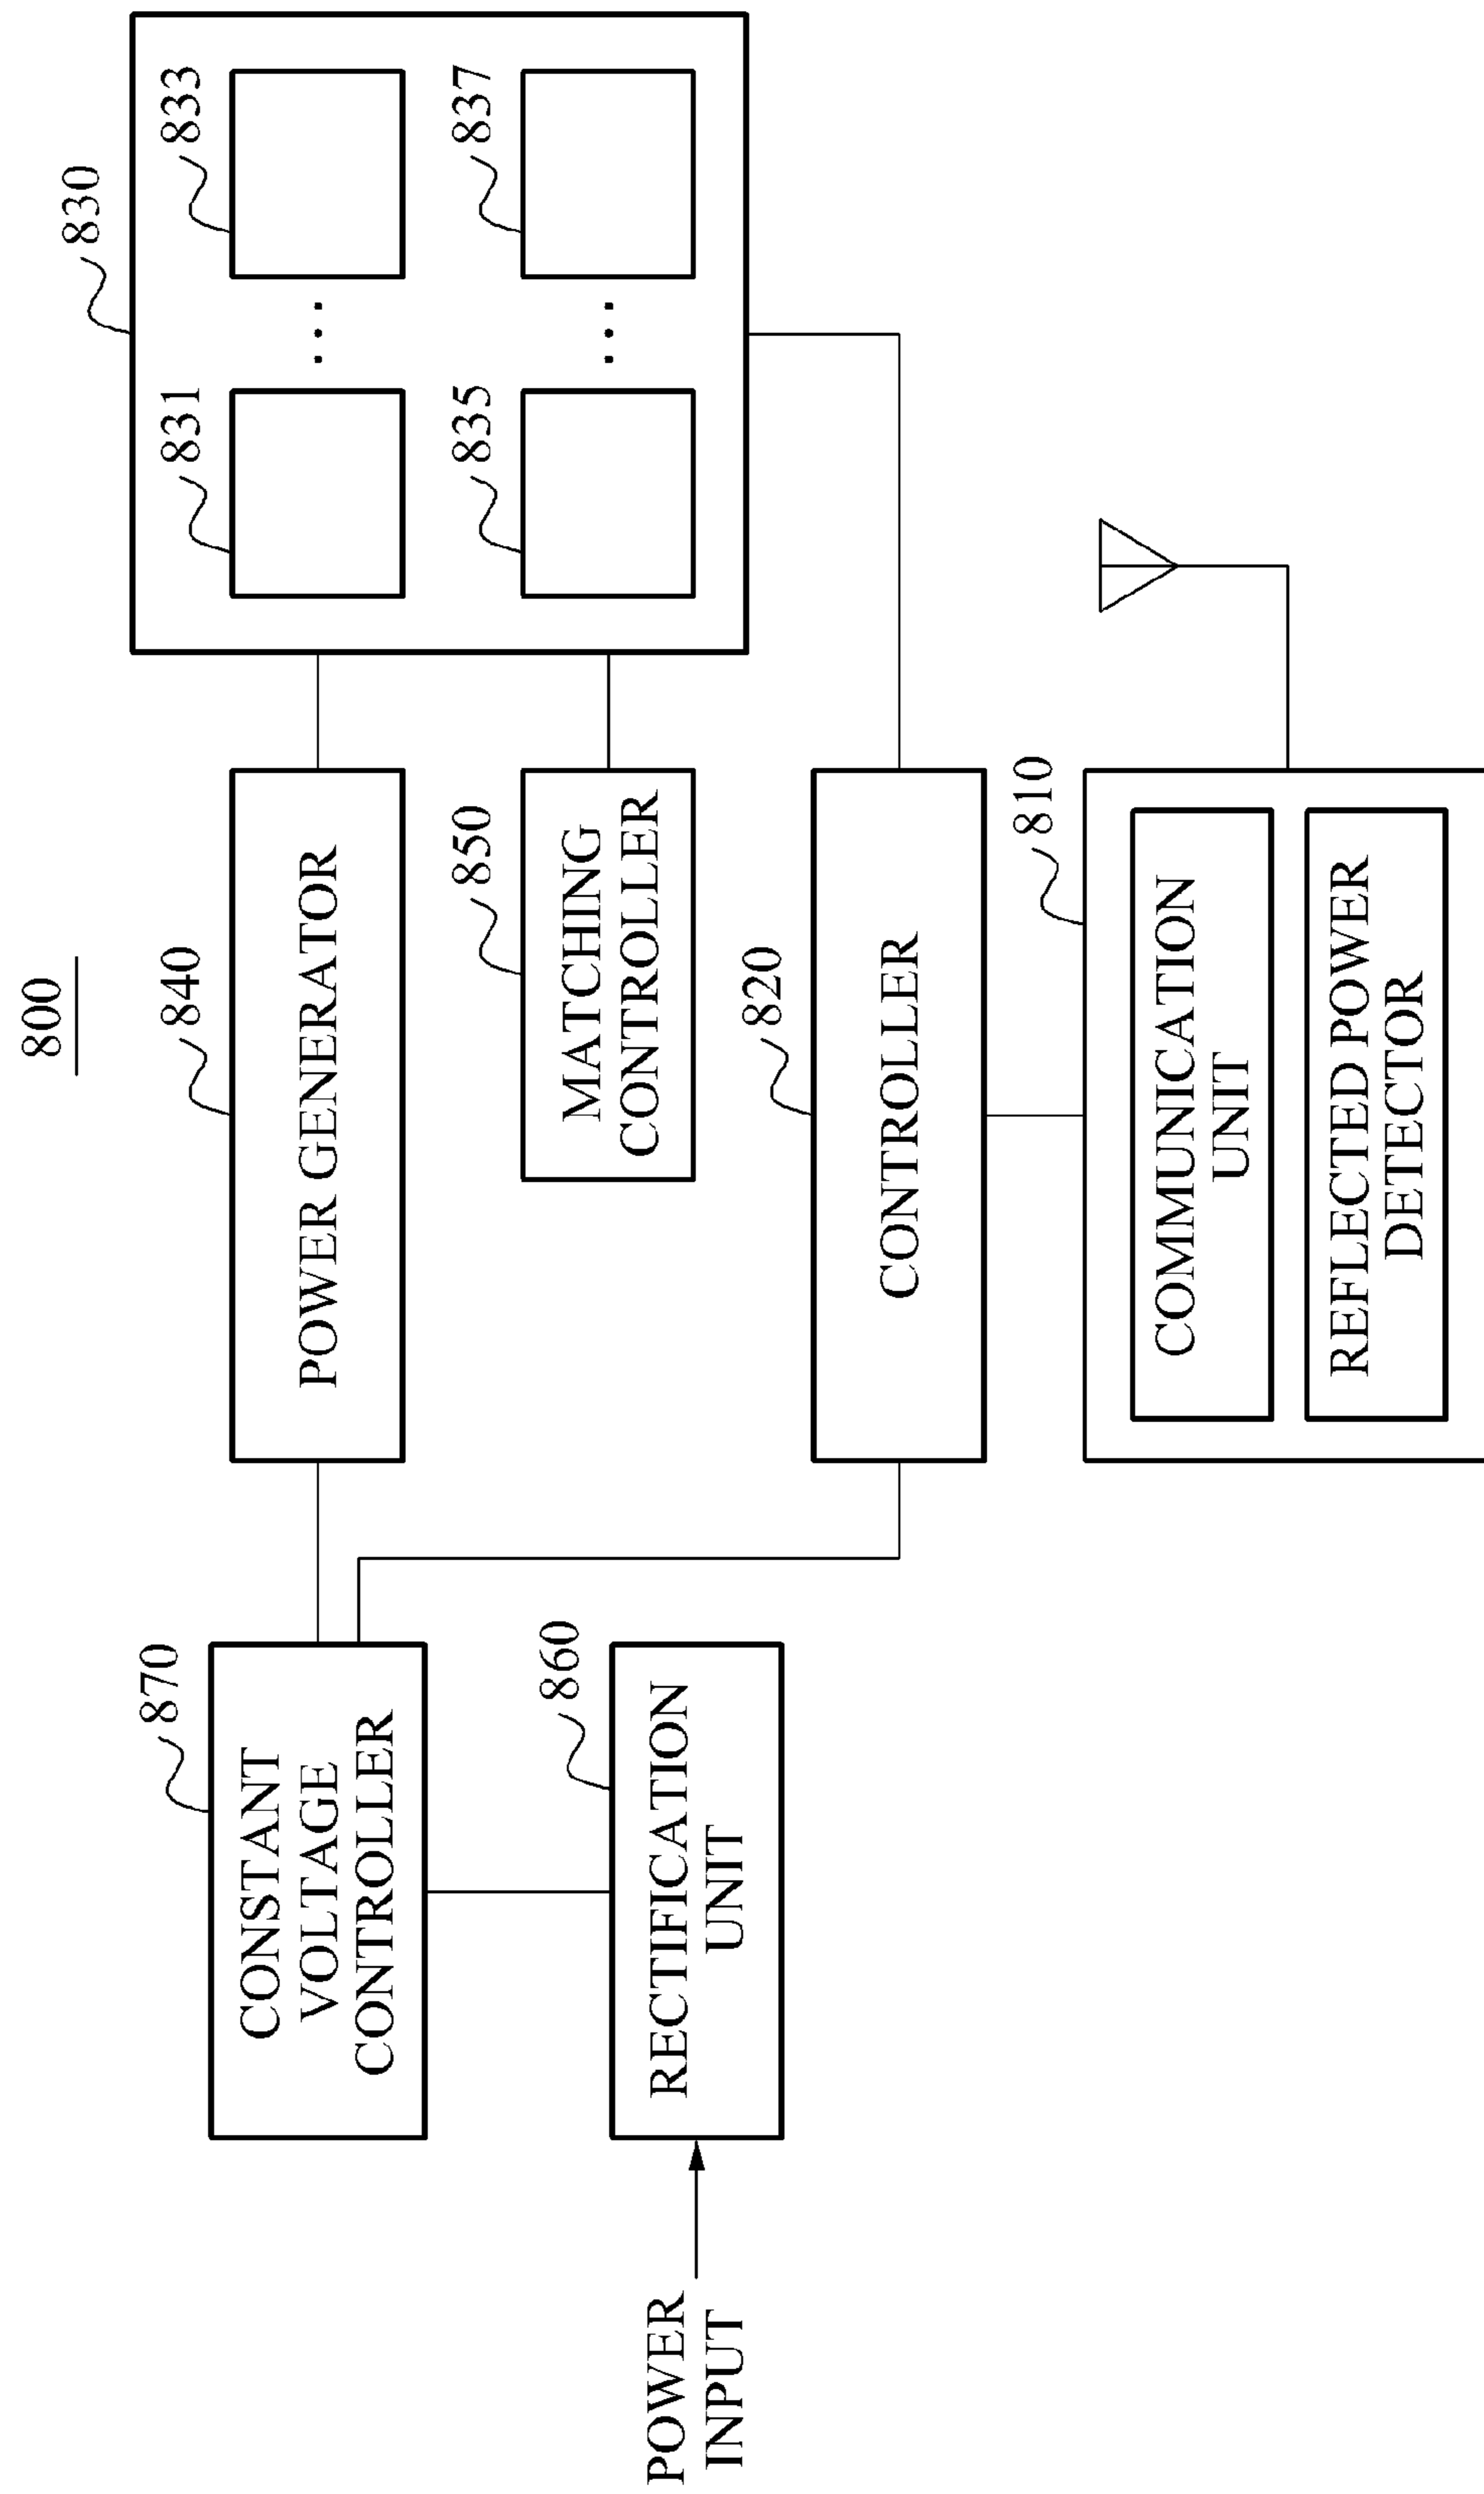 800
830
831
833
835
837
840
POWER GENERATOR
850
MATCHING
CONTROLLER
820
CONTROLLER
810
COMMUNICATION
UNIT
REFLECTED POWER
DETECTOR
870
CONSTANT
VOLTAGE
CONTROLLER
860
RECTIFICATION
UNIT
POWER
INPUT